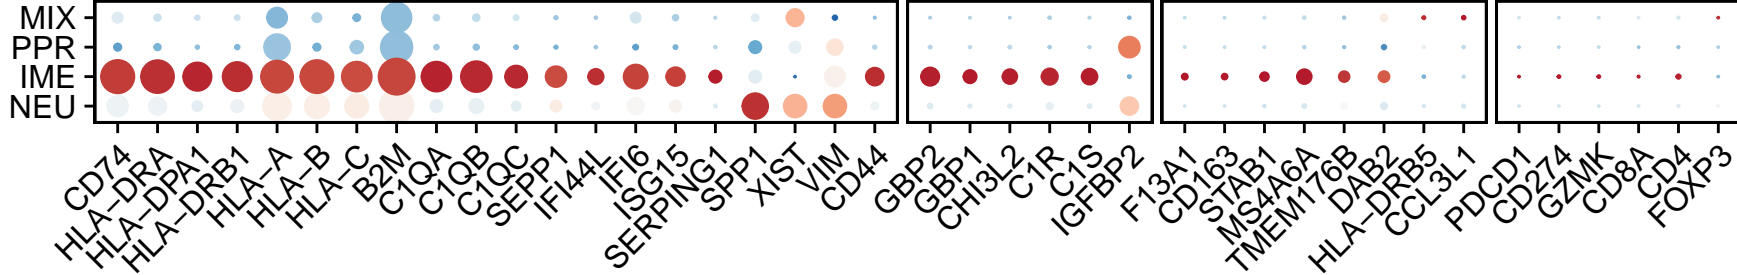 MIX
PPR
IME
NEU
CD74
HLA−DRA
HLA−DPA1
HLA−DRB1
HLA−A
HLA−B
HLA−C
B2M
C1QA
C1QB
C1QC
SEPP1
IFI44L
IFI6
ISG15
SERPING1
SPP1
XIST
VIM
CD44
GBP2
GBP1
CHI3L2
C1R
C1S
IGFBP2
F13A1
CD163
STAB1
MS4A6A
TMEM176B
DAB2
HLA−DRB5
CCL3L1
PDCD1
CD274
GZMK
CD8A
CD4
FOXP3